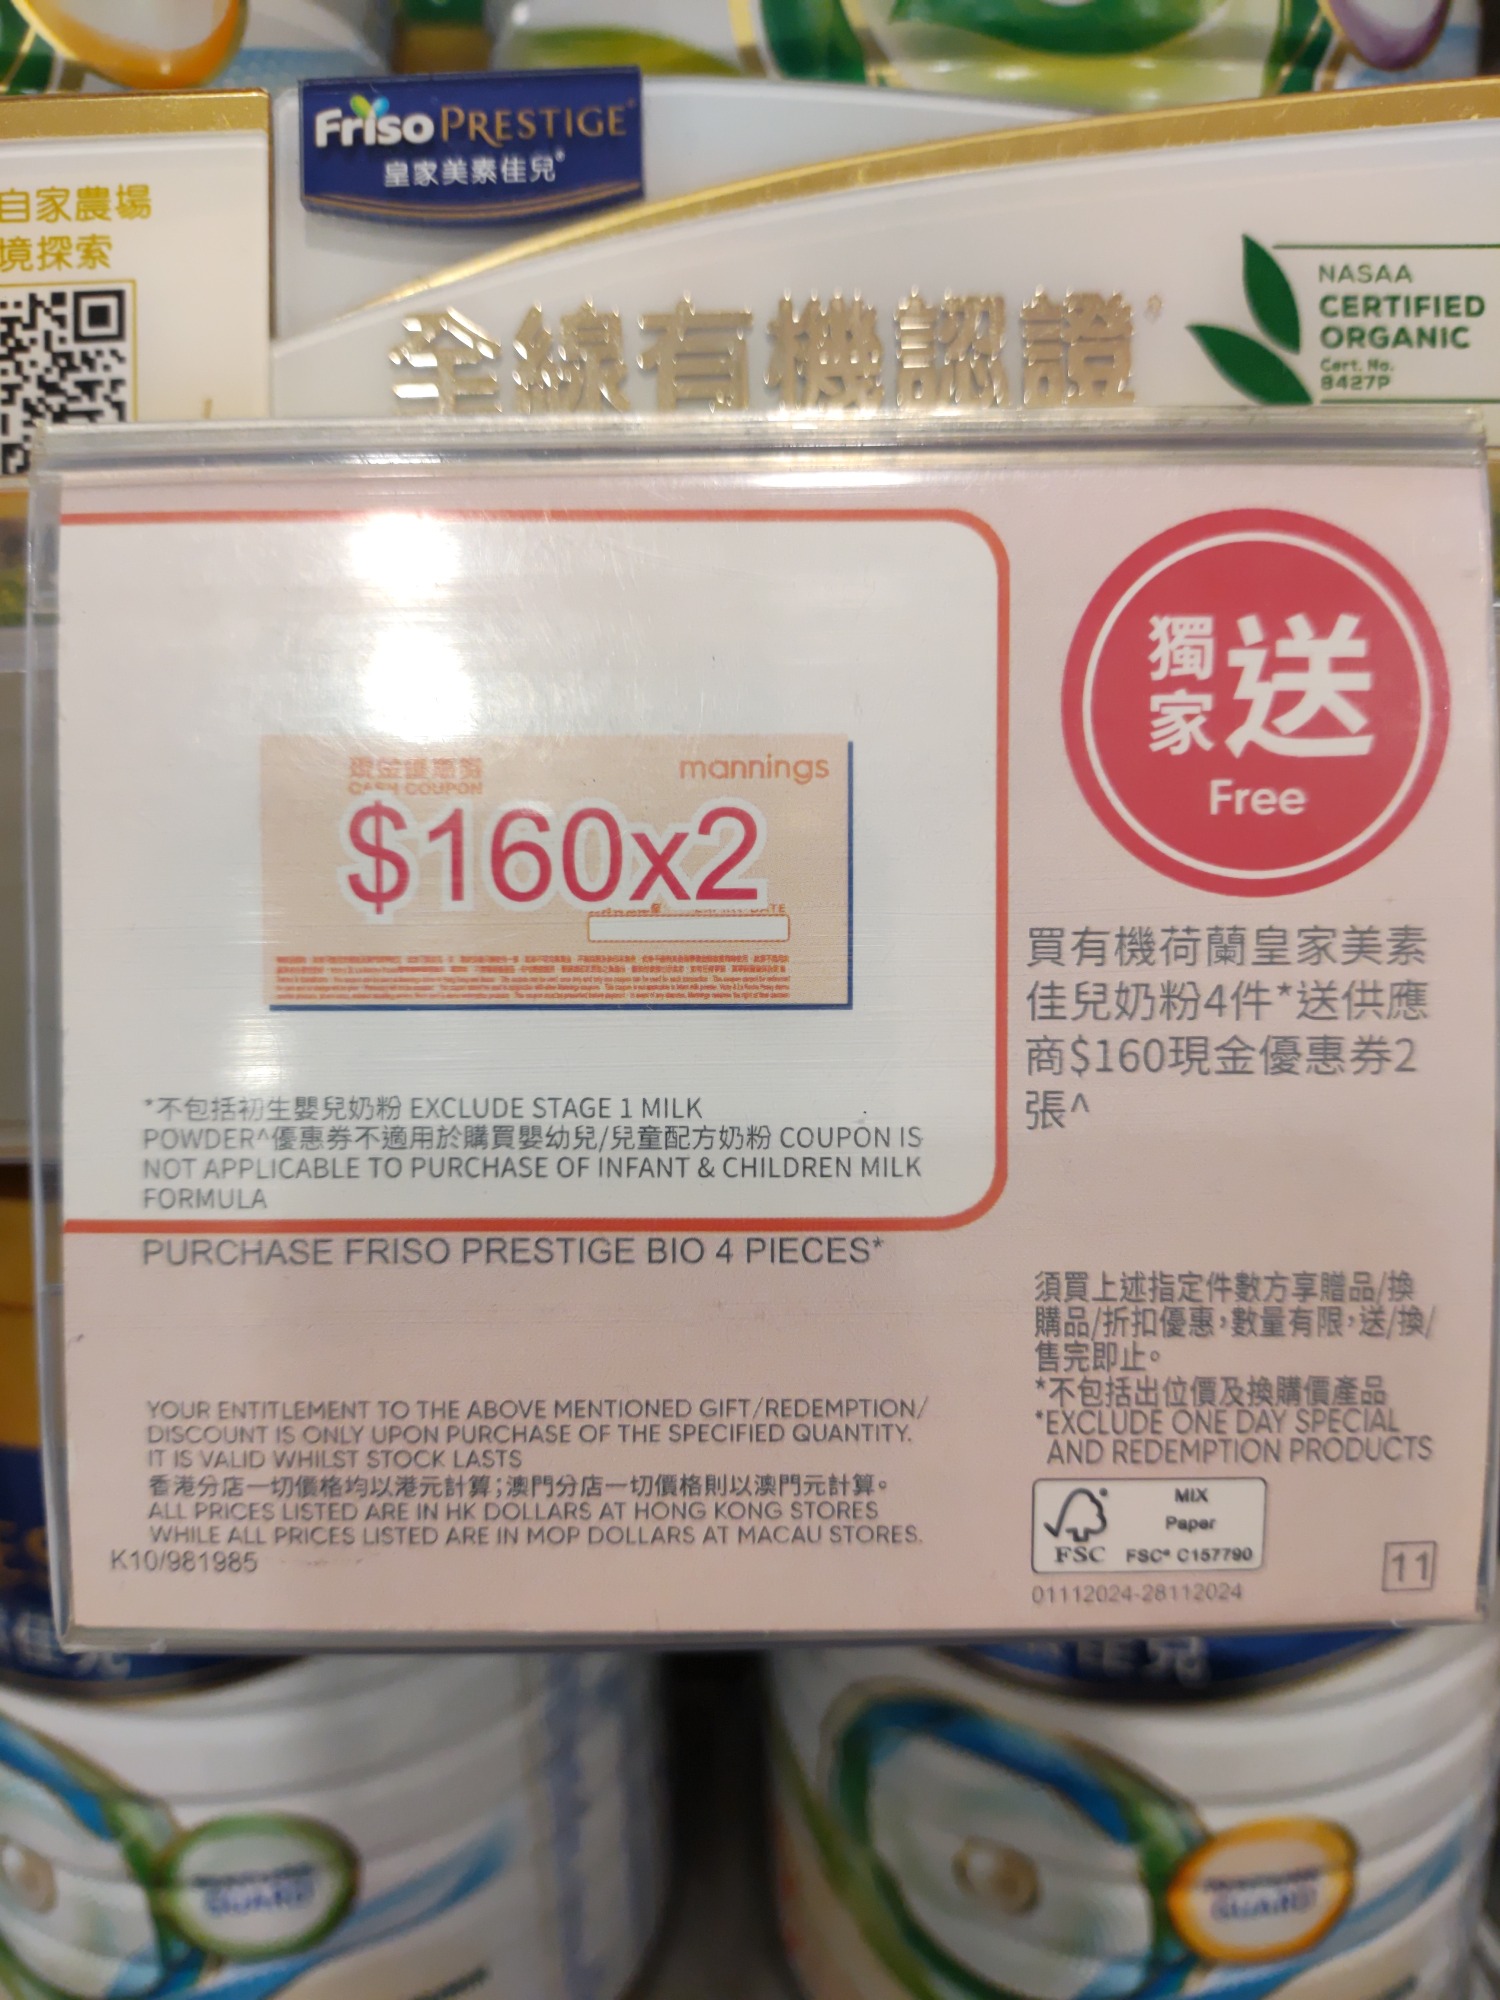 Friso PRESTIGE
皇家美素佳兒
自家農場
境探索
全線有機認證
NASAA
CERTIFIED
ORGANIC
Cert. No.
8427P
現金優惠券
CASH COUPON
mannings
$160x2
獨家送
Free
買有機荷蘭皇家美素
佳兒奶粉4件*送供應
商$160現金優惠券2
張^
*不包括初生嬰兒奶粉 EXCLUDE STAGE 1 MILK
POWDER^優惠券不適用於購買嬰幼兒/兒童配方奶粉 COUPON IS
NOT APPLICABLE TO PURCHASE OF INFANT & CHILDREN MILK
FORMULA
PURCHASE FRISO PRESTIGE BIO 4 PIECES*
須買上述指定件數方享贈品/換
購品/折扣優惠,數量有限,送/換/
售完即止。
*不包括出位價及換購價產品
*EXCLUDE ONE DAY SPECIAL
AND REDEMPTION PRODUCTS
YOUR ENTITLEMENT TO THE ABOVE MENTIONED GIFT/REDEMPTION/
DISCOUNT IS ONLY UPON PURCHASE OF THE SPECIFIED QUANTITY.
IT IS VALID WHILST STOCK LASTS
香港分店一切價格均以港元計算;澳門分店一切價格則以澳門元計算。
ALL PRICES LISTED ARE IN HK DOLLARS AT HONG KONG STORES
WHILE ALL PRICES LISTED ARE IN MOP DOLLARS AT MACAU STORES.
K10/981985
MIX
Paper
FSC
FSC® C157790
01112024-28112024
11
佳兒
佳兒
GUARD
GUARD